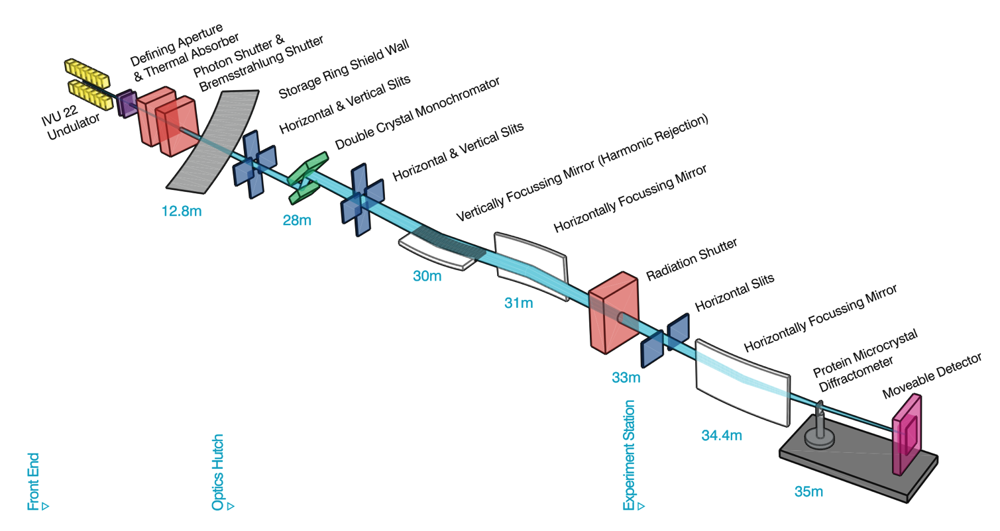 Defining Aperture
& Thermal Absorber
Photon Shutter &
Bremsstrahlung Shutter
Storage Ring Shield Wall
Horizontal & Vertical Slits
Double Crystal Monochromator
Horizontal & Vertical Slits
Vertically Focussing Mirror (Harmonic Rejection)
Horizontally Focussing Mirror
Radiation Shutter
Horizontal Slits
Horizontally Focussing Mirror
Protein Microcrystal
Diffractometer
Moveable Detector
IVU 22
Undulator
12.8m
28m
30m
31m
33m
34.4m
35m
Front End
Optics Hutch
Experiment Station